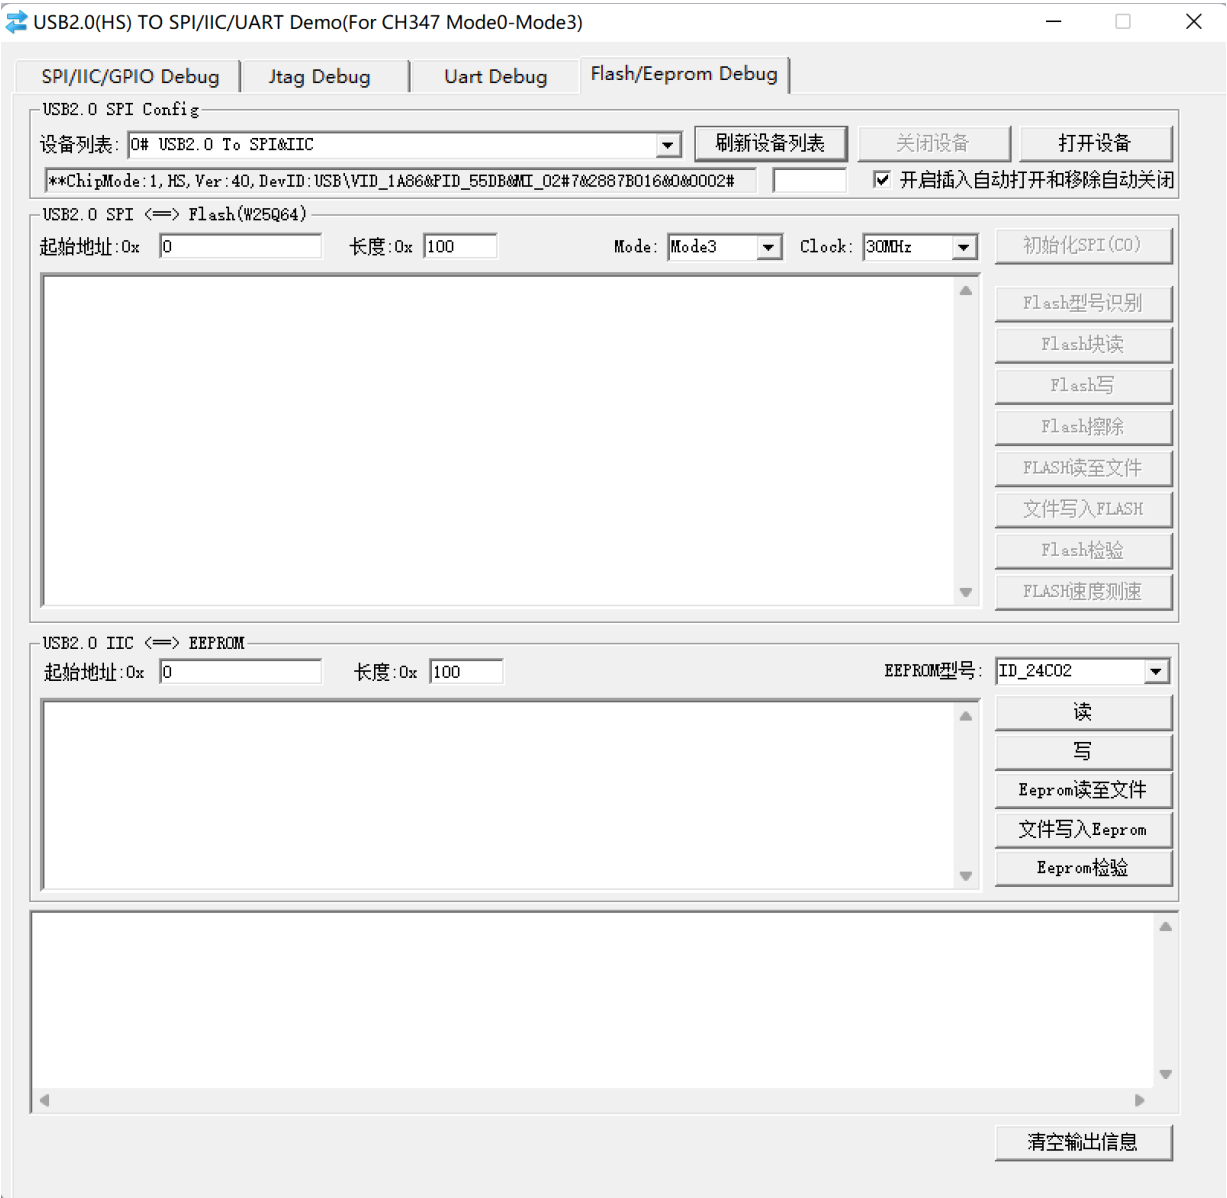 USB2.0(HS) TO SPI/IIC/UART Demo(For CH347 Mode0-Mode3)
SPI/IIC/GPIO Debug Jtag Debug Uart Debug Flash/Eeprom Debug
USB2.0 SPI Config
设备列表: 0# USB2.0 To SPI&IIC 刷新设备列表 关闭设备 打开设备
**ChipMode:1,HS,Ver:40,DevID:USB\VID_1A86&PID_55DB&MI_02#7&2887B016&0&0002# 开启插入自动打开和移除自动关闭
USB2.0 SPI <==> Flash(W25Q64)
起始地址:0x 0 长度:0x 100 Mode: Mode3 Clock: 30MHz 初始化SPI(C0)
Flash型号识别
Flash块读
Flash写
Flash擦除
FLASH读至文件
文件写入FLASH
Flash检验
FLASH速度测速
USB2.0 IIC <==> EEPROM
起始地址:0x 0 长度:0x 100 EEPROM型号: ID_24C02
读
写
Eeprom读至文件
文件写入Eeprom
Eeprom检验
清空输出信息